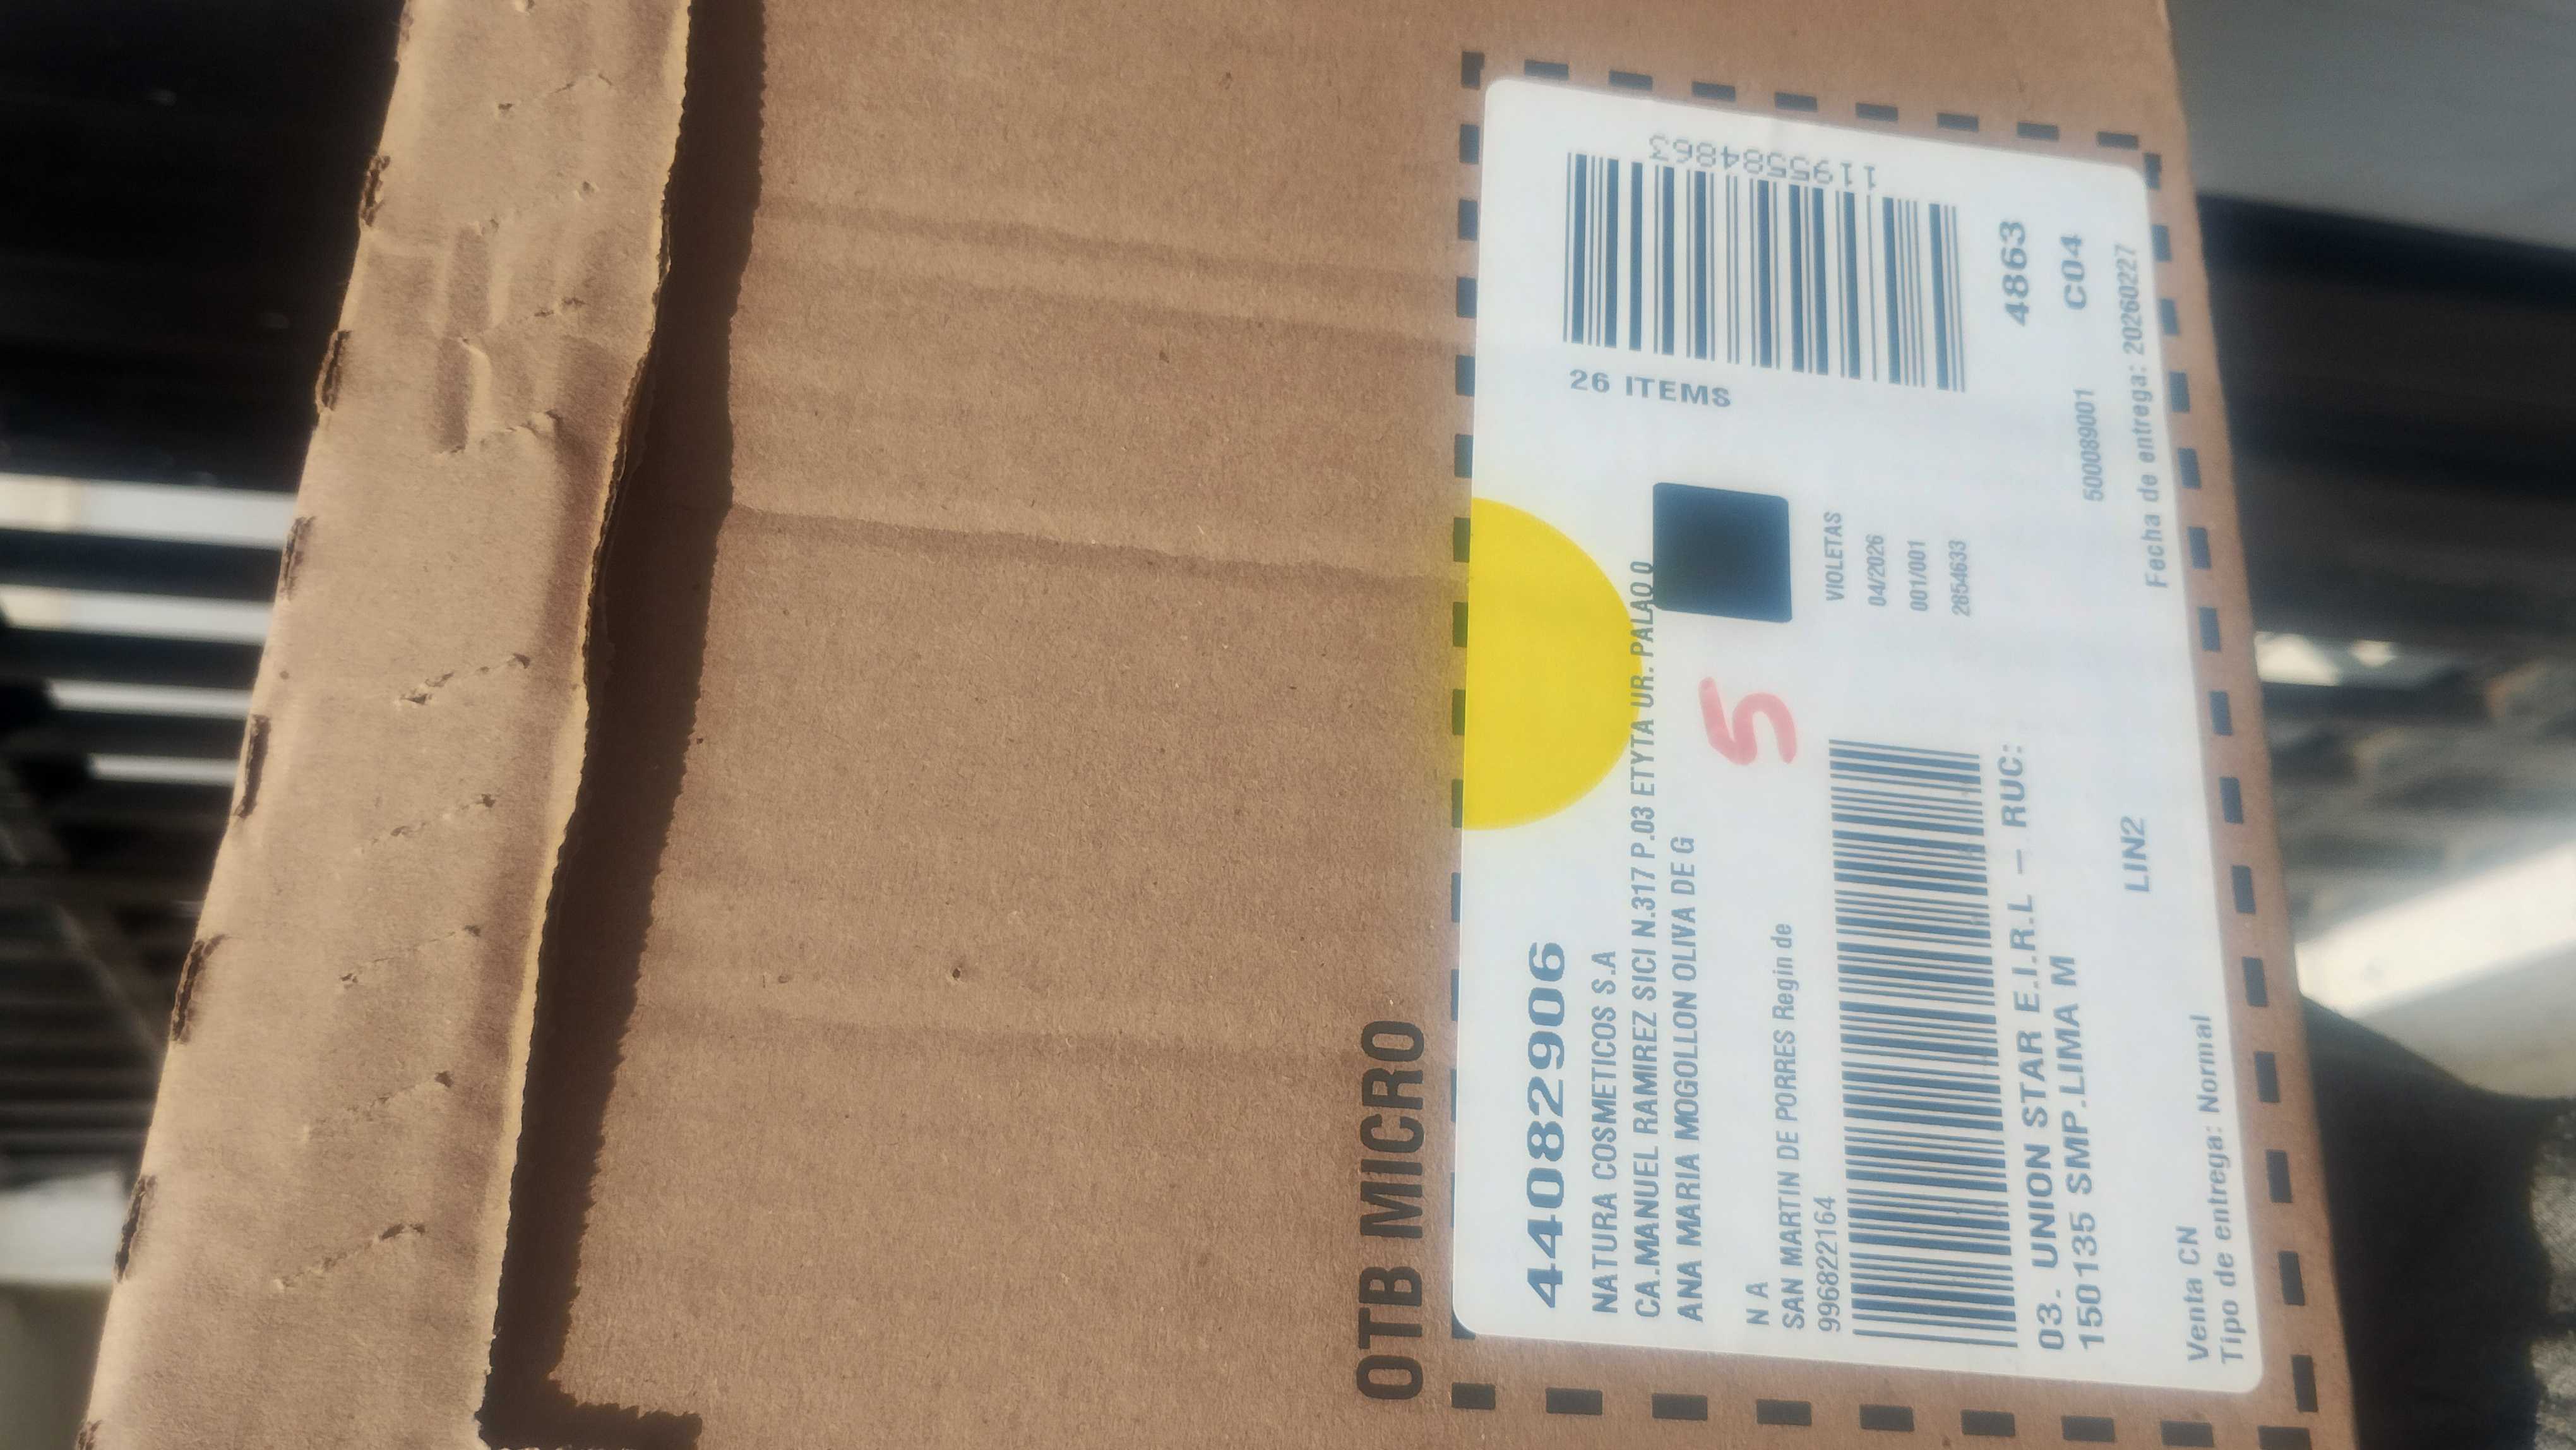 OTB MICRO
1195584863
26 ITEMS
4863
C04
44082906
NATURA COSMETICOS S.A
CA.MANUEL RAMIREZ SICI N.317 P.03 ETYTA UR. PALAO 0
ANA MARIA MOGOLLON OLIVA DE G
N A
SAN MARTIN DE PORRES Regin de
996822164
5
VIOLETAS
04/2026
001/001
2854633
03. UNION STAR E.I.R.L – RUC:
150135 SMP.LIMA M
LIN2
500089001
Fecha de entrega: 20260227
Venta CN
Tipo de entrega: Normal